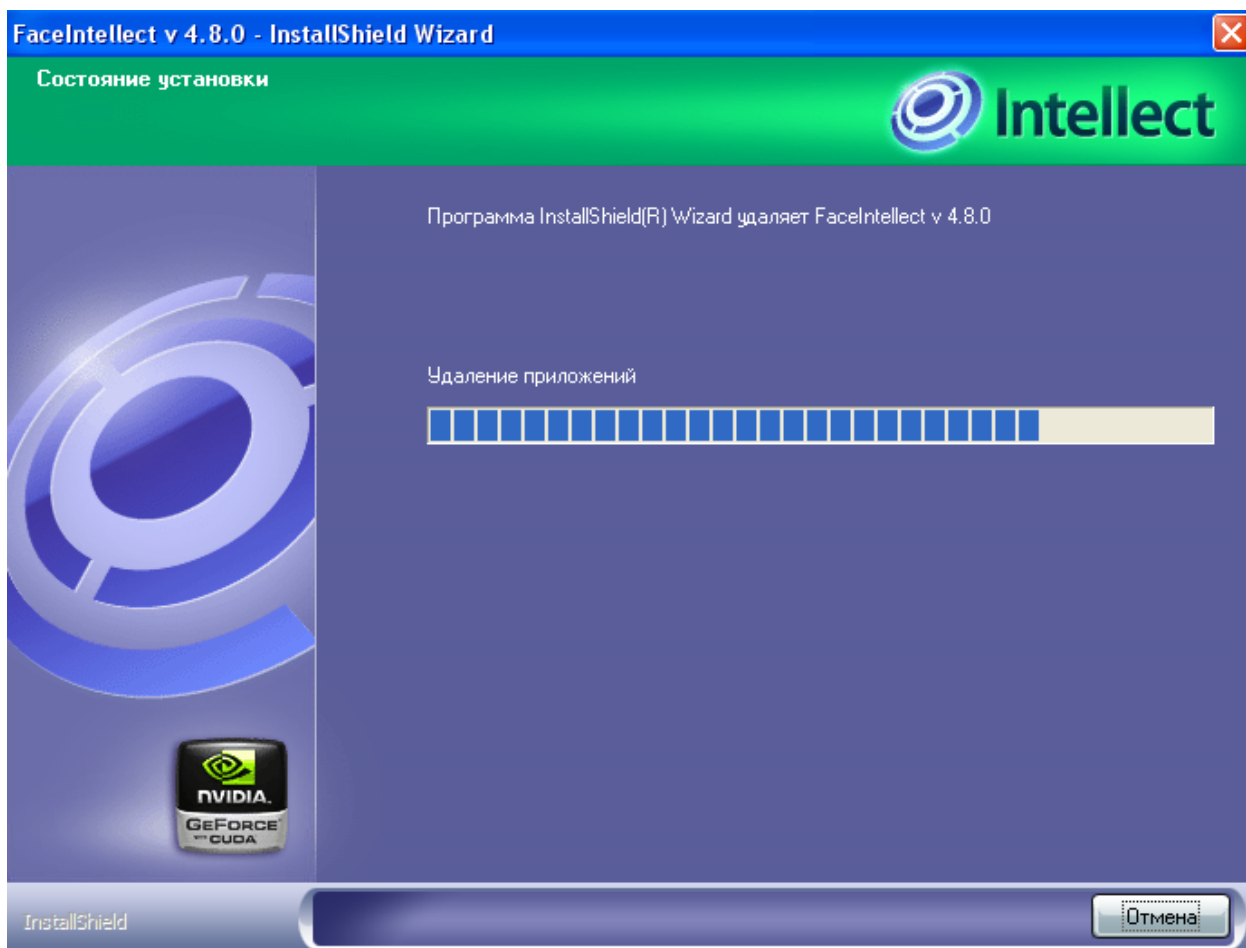 FaceIntellect v 4.8.0 - InstallShield Wizard
Состояние установки
Intellect
Программа InstallShield(R) Wizard удаляет FaceIntellect v 4.8.0
Удаление приложений
NVIDIA.
GEFORCE
WITH CUDA
InstallShield
Отмена